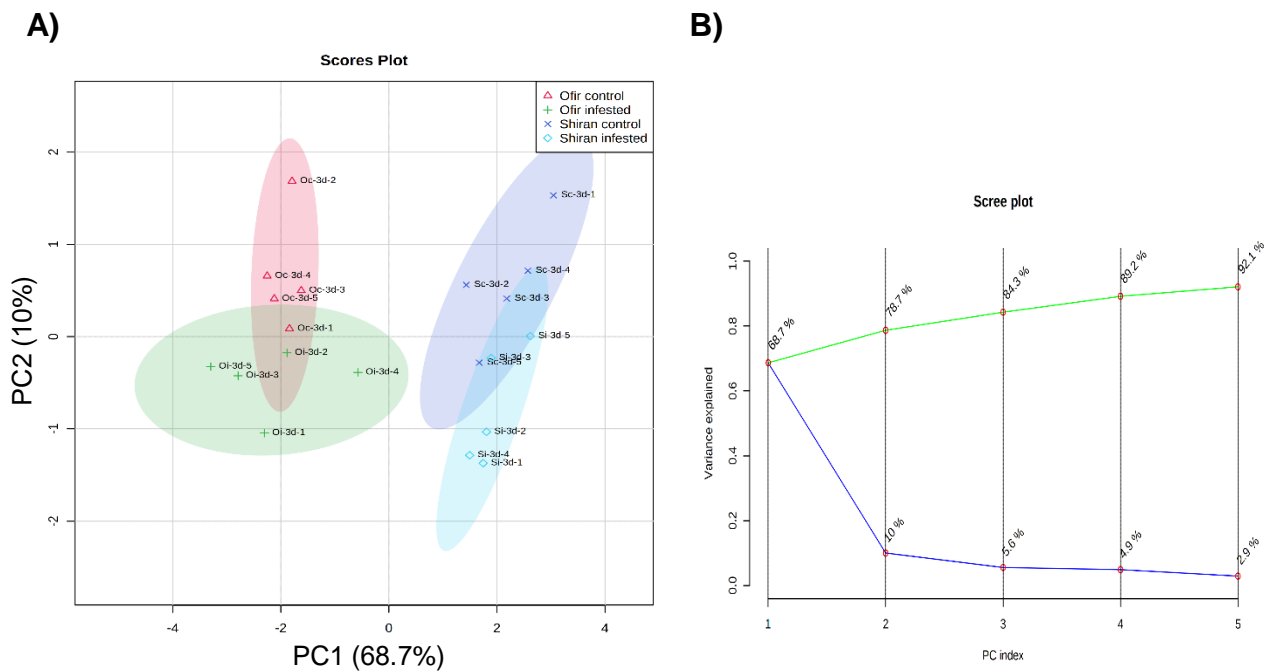 A)
B)
Scores Plot
Ofir control
Ofir infested
Shiran control
Shiran infested
2
1
0
-1
-2
PC2 (10%)
Oc-3d-2
Oc-3d-4
Oc-3d-3
Oc-3d-5
Oc-3d-1
Oi-3d-2
Oi-3d-5
Oi-3d-3
Oi-3d-4
Oi-3d-1
Sc-3d-1
Sc-3d-4
Sc-3d-2
Sc-3d-3
Si-3d-5
Si-3d-3
Sc-3d-5
Si-3d-2
Si-3d-4
Si-3d-1
-4
-2
0
2
4
PC1 (68.7%)
Scree plot
Variance explained
1.0
0.8
0.6
0.4
0.2
0.0
68.7 %
78.7 %
84.3 %
89.2 %
92.1 %
10 %
5.6 %
4.9 %
2.9 %
1
2
3
4
5
PC index